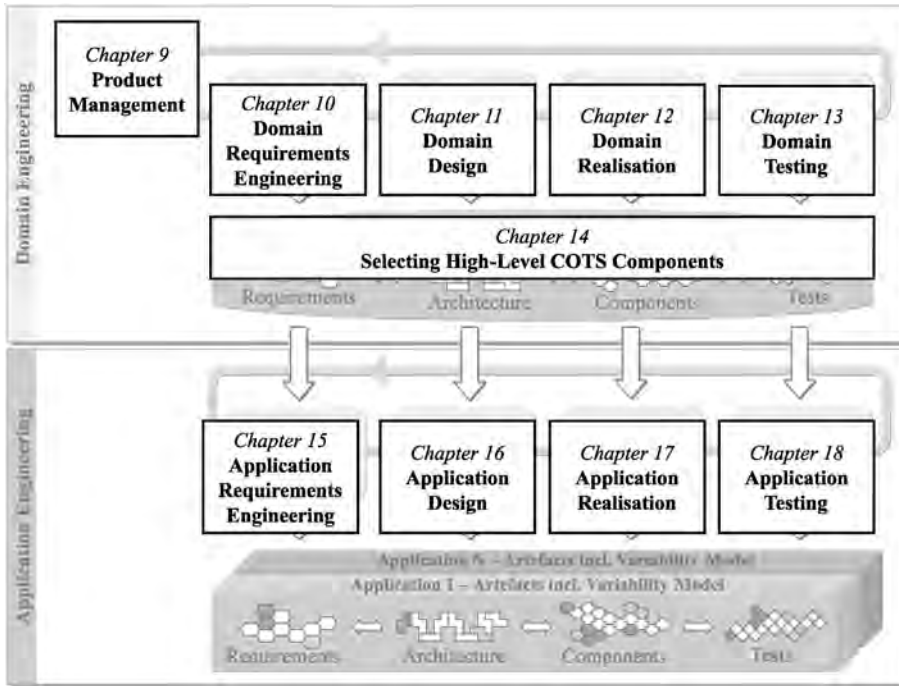 Domain Engineering
Chapter 9
Product
Management
Chapter 10
Domain
Requirements
Engineering
Chapter 11
Domain
Design
Chapter 12
Domain
Realisation
Chapter 13
Domain
Testing
Chapter 14
Selecting High-Level COTS Components
Requirements
Architecture
Components
Tests
Application Engineering
Chapter 15
Application
Requirements
Engineering
Chapter 16
Application
Design
Chapter 17
Application
Realisation
Chapter 18
Application
Testing
Application N – Artefacts incl. Variability Model
Application 1 – Artefacts incl. Variability Model
Requirements
Architecture
Components
Tests